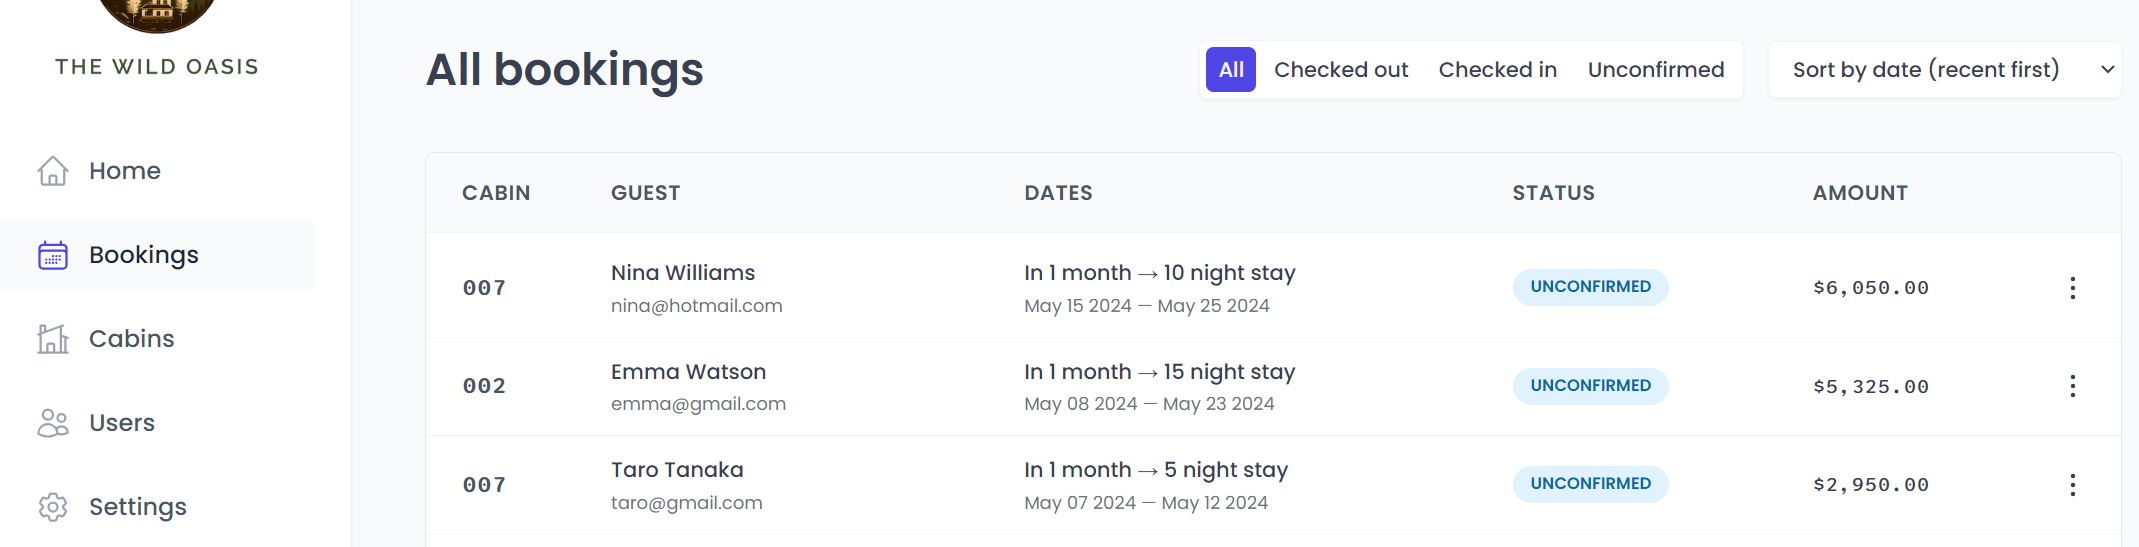 THE WILD OASIS
Home
Bookings
Cabins
Users
Settings
All bookings
All Checked out Checked in Unconfirmed
Sort by date (recent first)
CABIN GUEST DATES STATUS AMOUNT
007 Nina Williams In 1 month → 10 night stay UNCONFIRMED $6,050.00
nina@hotmail.com May 15 2024 — May 25 2024
002 Emma Watson In 1 month → 15 night stay UNCONFIRMED $5,325.00
emma@gmail.com May 08 2024 — May 23 2024
007 Taro Tanaka In 1 month → 5 night stay UNCONFIRMED $2,950.00
taro@gmail.com May 07 2024 — May 12 2024